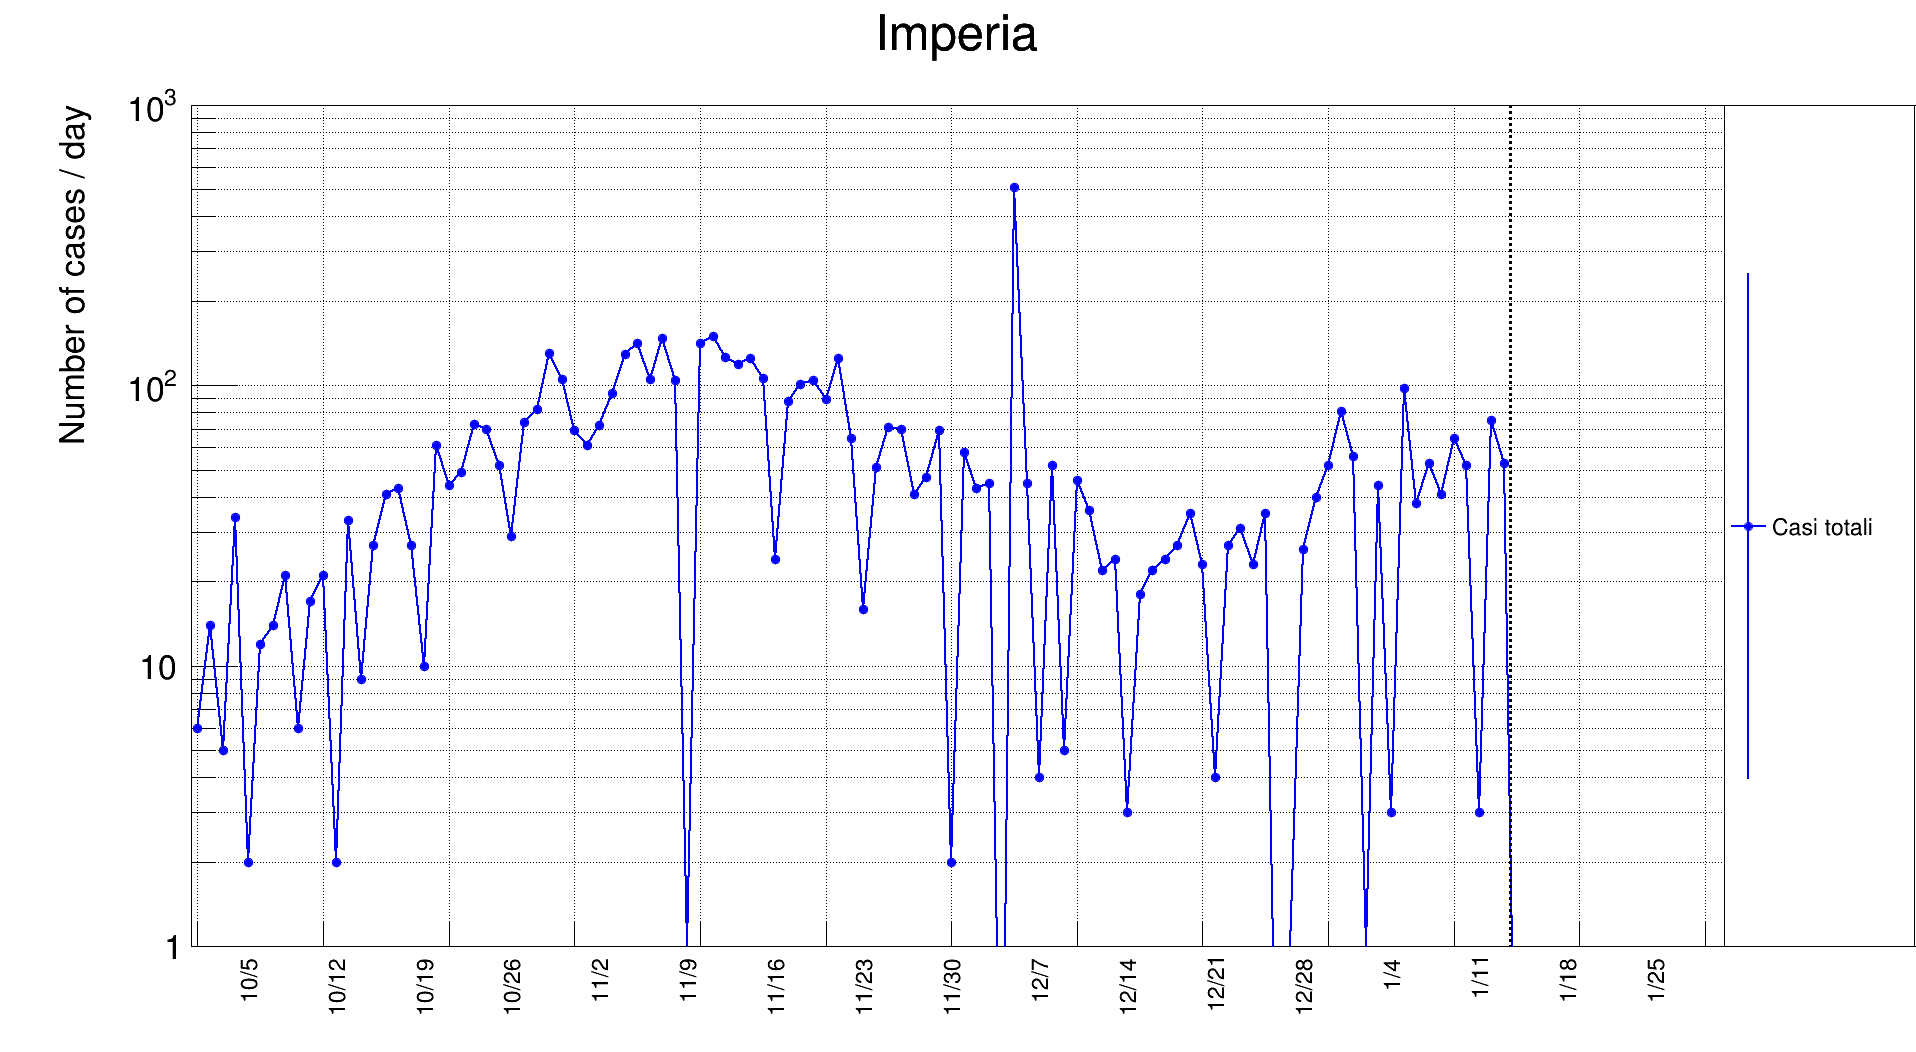 Imperia
Number of cases / day
10³
10²
10
1
10/5 10/12 10/19 10/26 11/2 11/9 11/16 11/23 11/30 12/7 12/14 12/21 12/28 1/4 1/11 1/18 1/25
Casi totali